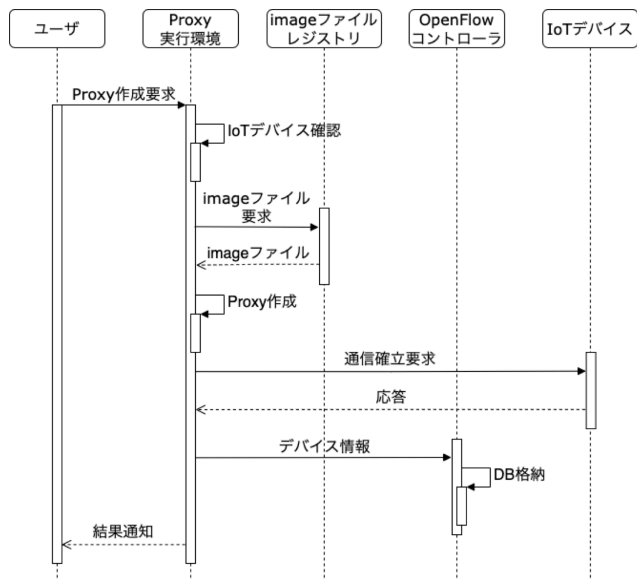 ユーザ
Proxy
実行環境
imageファイル
レジストリ
OpenFlow
コントローラ
IoTデバイス
Proxy作成要求
IoTデバイス確認
imageファイル
要求
imageファイル
Proxy作成
通信確立要求
応答
デバイス情報
DB格納
結果通知